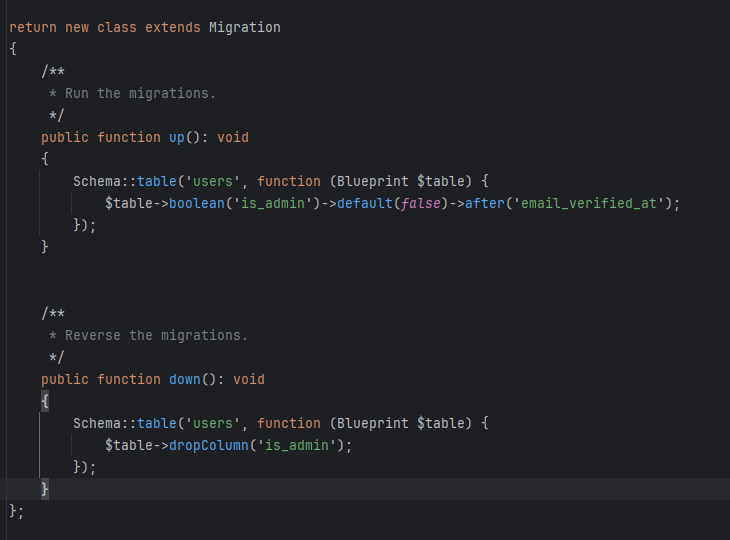 return new class extends Migration
{
    /**
     * Run the migrations.
     */
    public function up(): void
    {
        Schema::table('users', function (Blueprint $table) {
            $table->boolean('is_admin')->default(false)->after('email_verified_at');
        });
    }


    /**
     * Reverse the migrations.
     */
    public function down(): void
    {
        Schema::table('users', function (Blueprint $table) {
            $table->dropColumn('is_admin');
        });
    }
};